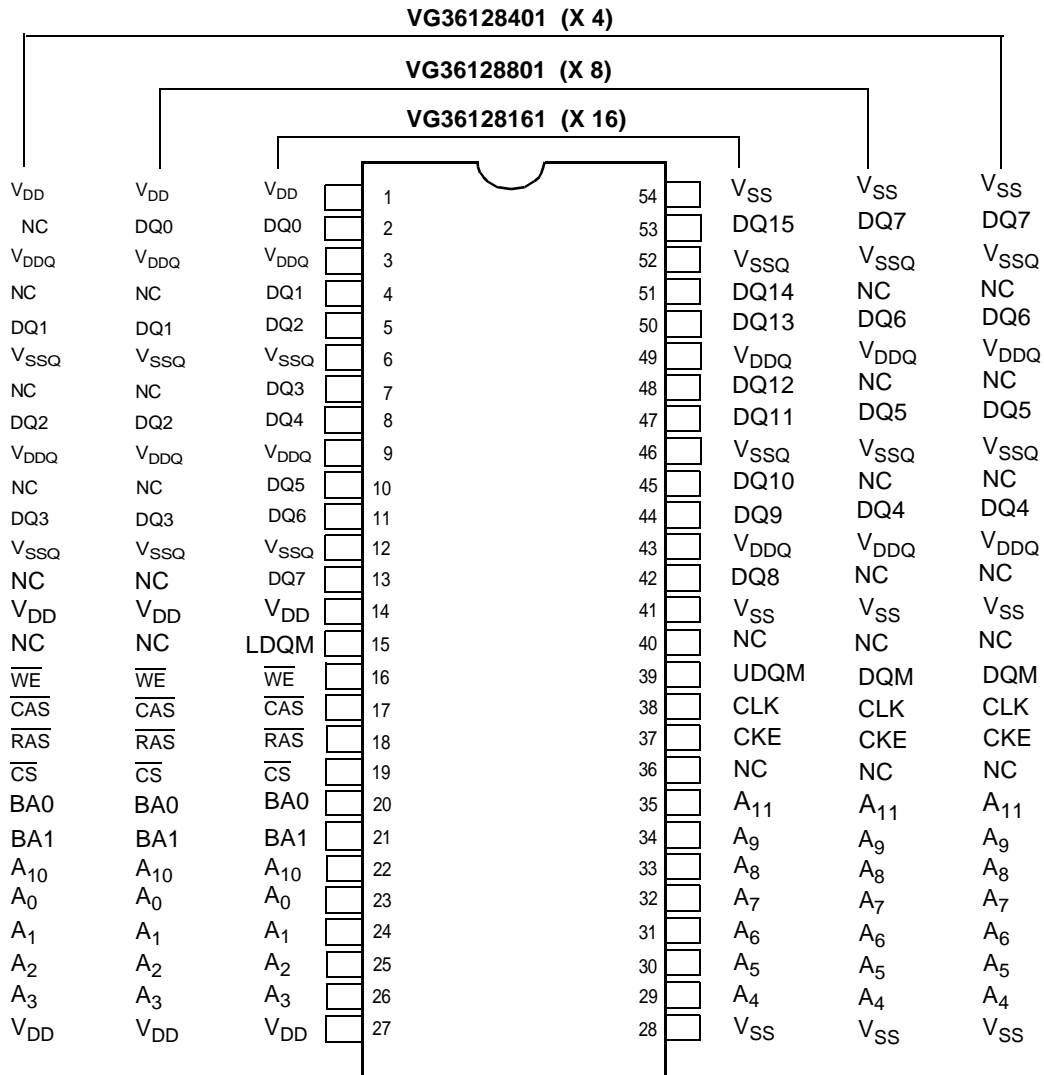 VG36128401 (X 4)
VG36128801 (X 8)
VG36128161 (X 16)
VDD VDD VDD 1 54 VSS VSS VSS
NC DQ0 DQ0 2 53 DQ15 DQ7 DQ7
VDDQ VDDQ VDDQ 3 52 VSSQ VSSQ VSSQ
NC NC DQ1 4 51 DQ14 NC NC
DQ1 DQ1 DQ2 5 50 DQ13 DQ6 DQ6
VSSQ VSSQ VSSQ 6 49 VDDQ VDDQ VDDQ
NC NC DQ3 7 48 DQ12 NC NC
DQ2 DQ2 DQ4 8 47 DQ11 DQ5 DQ5
VDDQ VDDQ VDDQ 9 46 VSSQ VSSQ VSSQ
NC NC DQ5 10 45 DQ10 NC NC
DQ3 DQ3 DQ6 11 44 DQ9 DQ4 DQ4
VSSQ VSSQ VSSQ 12 43 VDDQ VDDQ VDDQ
NC NC DQ7 13 42 DQ8 NC NC
VDD VDD VDD 14 41 VSS VSS VSS
NC NC LDQM 15 40 NC NC NC
WE WE WE 16 39 UDQM DQM DQM
CAS CAS CAS 17 38 CLK CLK CLK
RAS RAS RAS 18 37 CKE CKE CKE
CS CS CS 19 36 NC NC NC
BA0 BA0 BA0 20 35 A11 A11 A11
BA1 BA1 BA1 21 34 A9 A9 A9
A10 A10 A10 22 33 A8 A8 A8
A0 A0 A0 23 32 A7 A7 A7
A1 A1 A1 24 31 A6 A6 A6
A2 A2 A2 25 30 A5 A5 A5
A3 A3 A3 26 29 A4 A4 A4
VDD VDD VDD 27 28 VSS VSS VSS